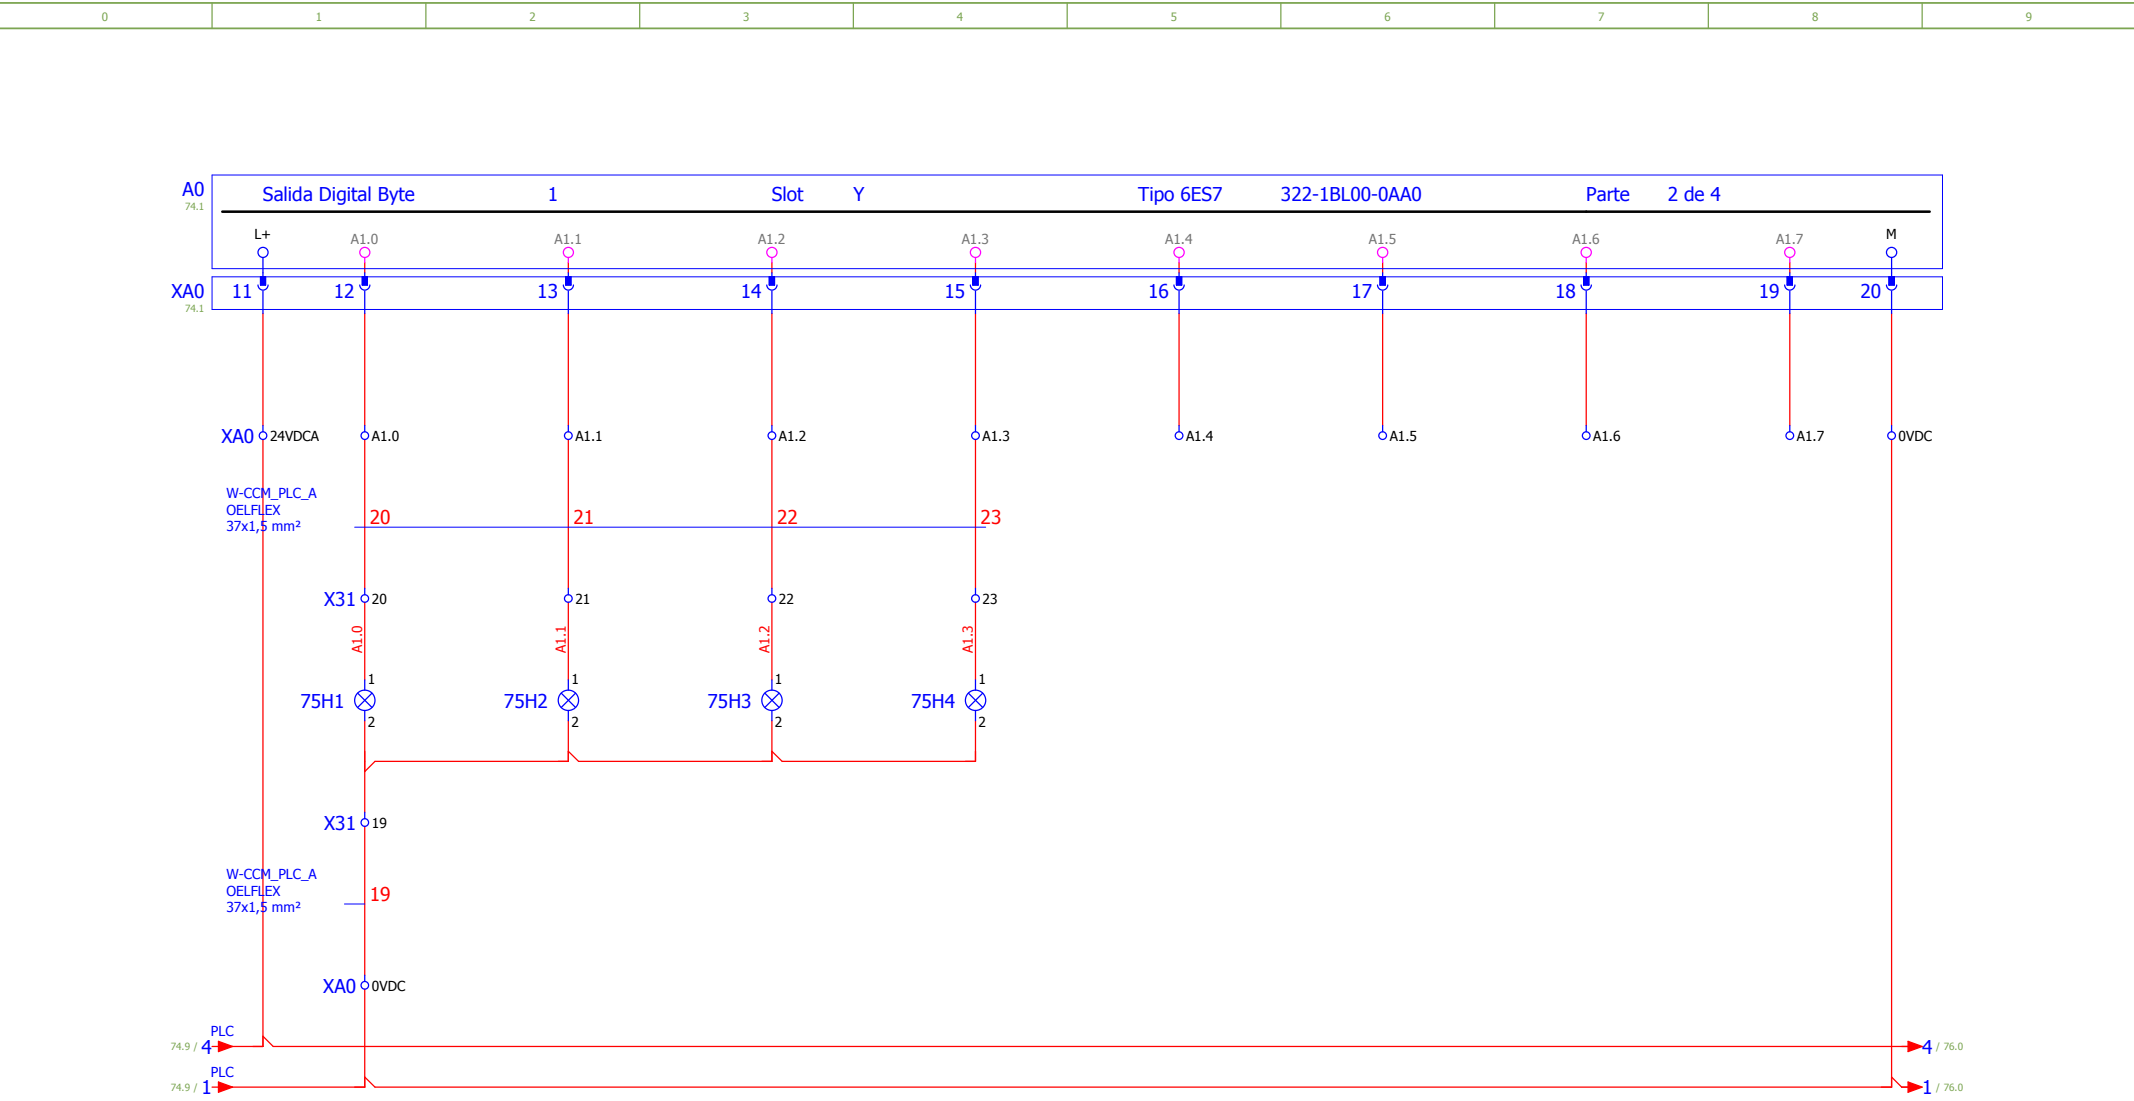 0 1 2 3 4 5 6 7 8 9
A0 Salida Digital Byte 1 Slot Y Tipo 6ES7 322-1BL00-0AA0 Parte 2 de 4
74.1
L+ A1.0 A1.1 A1.2 A1.3 A1.4 A1.5 A1.6 A1.7 M
XA0 11 12 13 14 15 16 17 18 19 20
74.1
XA0 24VDCA A1.0 A1.1 A1.2 A1.3 A1.4 A1.5 A1.6 A1.7 0VDC
W-CCM_PLC_A
OELFLEX
37x1,5 mm²
20 21 22 23
X31 20 21 22 23
A1.0 A1.1 A1.2 A1.3
1 1 1 1
75H1 75H2 75H3 75H4
2 2 2 2
X31 19
W-CCM_PLC_A
OELFLEX
37x1,5 mm²
19
XA0 0VDC
PLC
74.9 / 4 4 / 76.0
PLC
74.9 / 1 1 / 76.0